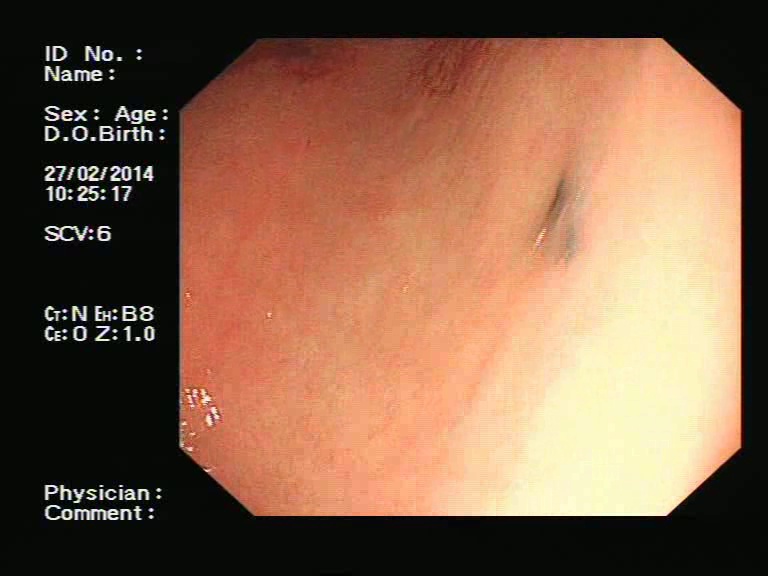 ID No. :
Name:
Sex: Age:
D.O.Birth:
27/02/2014
10:25:17
SCV:6
CT:N EH:B8
CE:0 Z:1.0
Physician:
Comment: